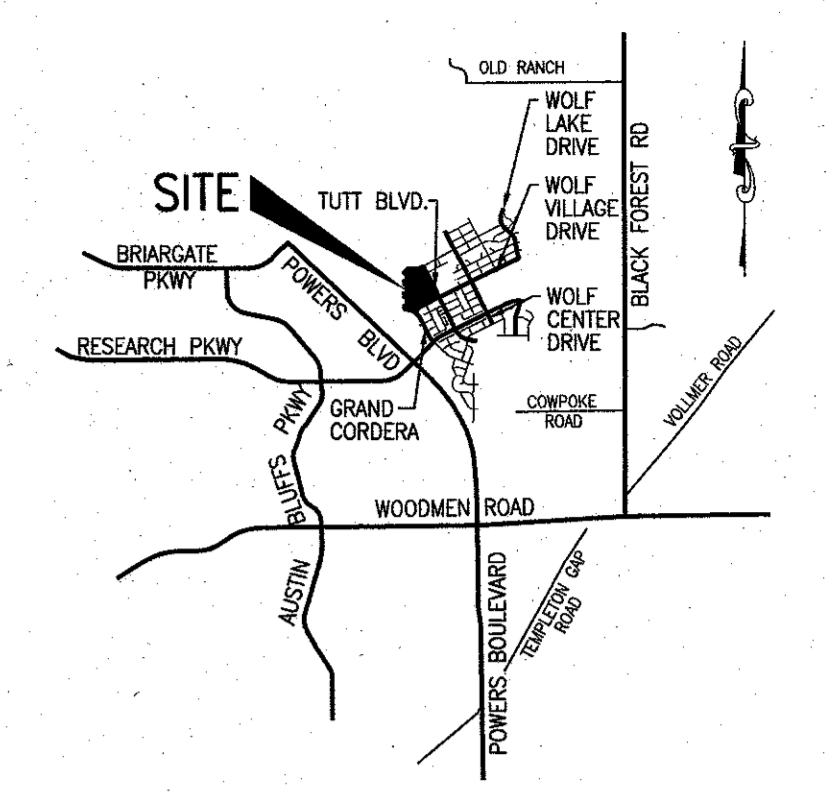 OLD RANCH
WOLF
LAKE
DRIVE
BLACK FOREST RD
SITE
TUTT BLVD.
WOLF
VILLAGE
DRIVE
BRIARGATE
PKWY
POWERS BLVD
WOLF
CENTER
DRIVE
RESEARCH PKWY
VOLLMER ROAD
GRAND
CORDERA
COWPOKE
ROAD
AUSTIN BLUFFS PKWY
WOODMEN ROAD
POWERS BOULEVARD
TEMPLETON GAP
ROAD